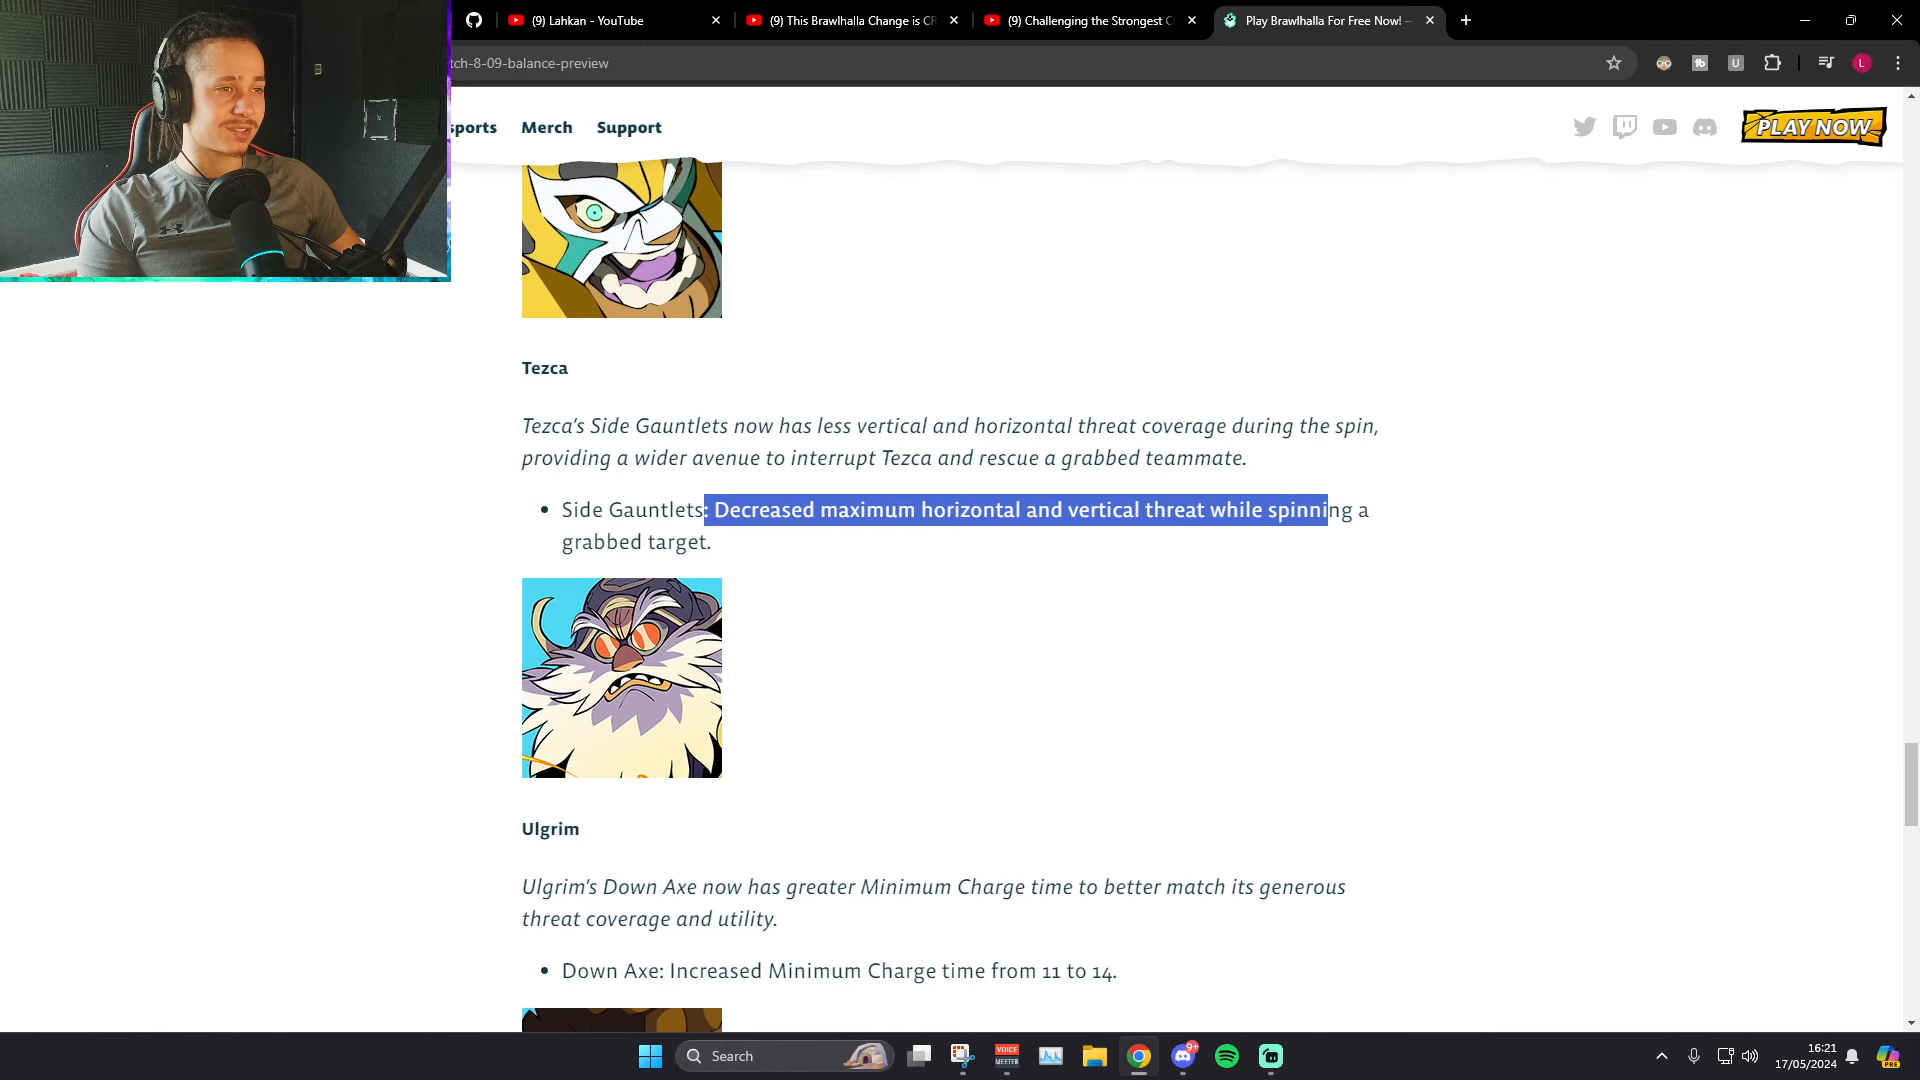 (9) Lahkan - YouTube
(9) This Brawlhalla Change is CR
(9) Challenging the Strongest C
Play Brawlhalla For Free Now! –
tch-8-09-balance-preview
L
sports
Merch
Support
PLAY NOW
Tezca
Tezca's Side Gauntlets now has less vertical and horizontal threat coverage during the spin,
providing a wider avenue to interrupt Tezca and rescue a grabbed teammate.
• Side Gauntlets: Decreased maximum horizontal and vertical threat while spinning a
grabbed target.
Ulgrim
Ulgrim's Down Axe now has greater Minimum Charge time to better match its generous
threat coverage and utility.
• Down Axe: Increased Minimum Charge time from 11 to 14.
Search
VOICE
MEETER
9+
16:21
17/05/2024
PRE